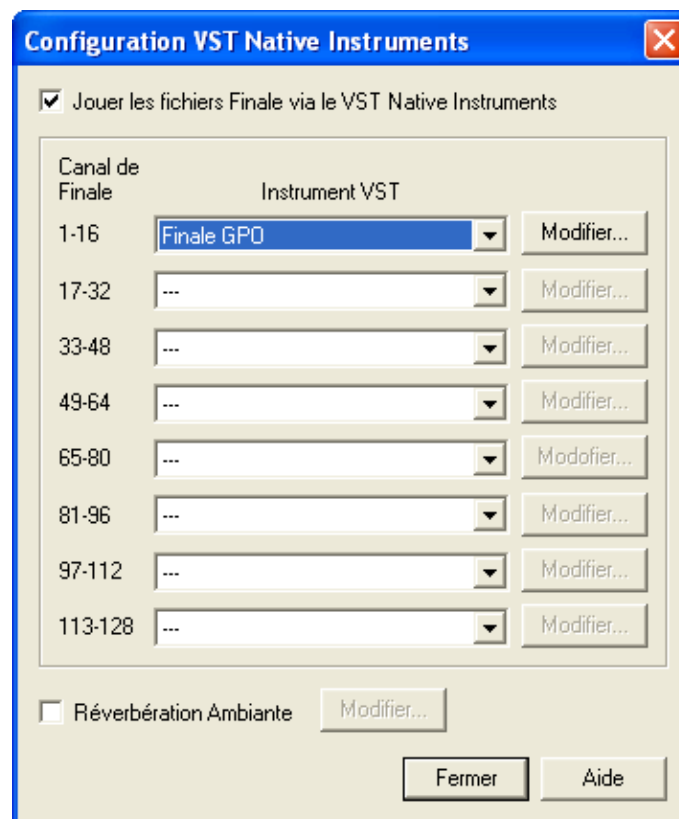 Configuration VST Native Instruments
Jouer les fichiers Finale via le VST Native Instruments
Canal de
Finale Instrument VST
1-16 Finale GPO Modifier...
17-32 --- Modifier...
33-48 --- Modifier...
49-64 --- Modifier...
65-80 --- Modofier...
81-96 --- Modifier...
97-112 --- Modifier...
113-128 --- Modifier...
Réverbération Ambiante Modifier...
Fermer Aide